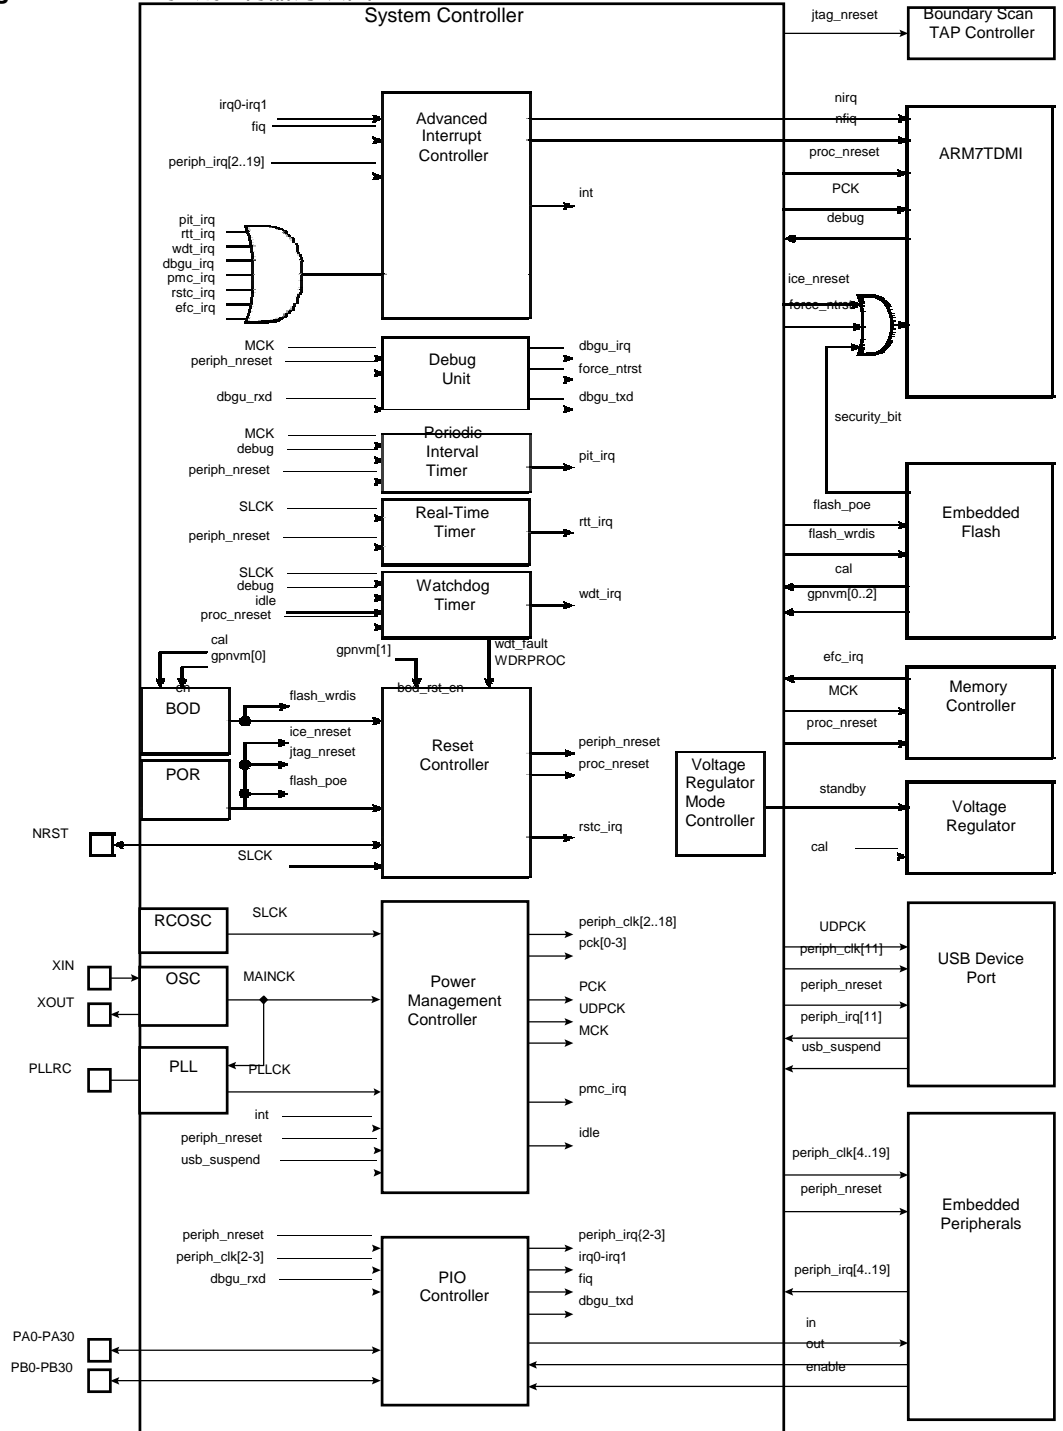 System Controller
jtag_nreset
Boundary Scan
TAP Controller
irq0-irq1
fiq
periph_irq[2..19]
Advanced
Interrupt
Controller
int
nirq
nfiq
proc_nreset
PCK
debug
ARM7TDMI
pit_irq
rtt_irq
wdt_irq
dbgu_irq
pmc_irq
rstc_irq
efc_irq
ice_nreset
force_ntrst
security_bit
MCK
periph_nreset
dbgu_rxd
Debug
Unit
dbgu_irq
force_ntrst
dbgu_txd
MCK
debug
periph_nreset
Periodic
Interval
Timer
pit_irq
SLCK
periph_nreset
Real-Time
Timer
rtt_irq
flash_poe
flash_wrdis
cal
gpnvm[0..2]
Embedded
Flash
SLCK
debug
idle
proc_nreset
Watchdog
Timer
wdt_irq
cal
gpnvm[0]
gpnvm[1]
wdt_fault
WDRPROC
en
BOD
bod_rst_en
flash_wrdis
ice_nreset
jtag_nreset
flash_poe
POR
Reset
Controller
periph_nreset
proc_nreset
rstc_irq
efc_irq
MCK
proc_nreset
Memory
Controller
Voltage
Regulator
Mode
Controller
standby
cal
Voltage
Regulator
NRST
SLCK
RCOSC
SLCK
XIN
OSC
MAINCK
XOUT
PLLRC
PLL
PLLCK
int
periph_nreset
usb_suspend
Power
Management
Controller
periph_clk[2..18]
pck[0-3]
PCK
UDPCK
MCK
pmc_irq
idle
UDPCK
periph_clk[11]
periph_nreset
periph_irq[11]
usb_suspend
USB Device
Port
periph_nreset
periph_clk[2-3]
dbgu_rxd
PIO
Controller
periph_irq{2-3]
irq0-irq1
fiq
dbgu_txd
PA0-PA30
PB0-PB30
periph_clk[4..19]
periph_nreset
periph_irq[4..19]
in
out
enable
Embedded
Peripherals